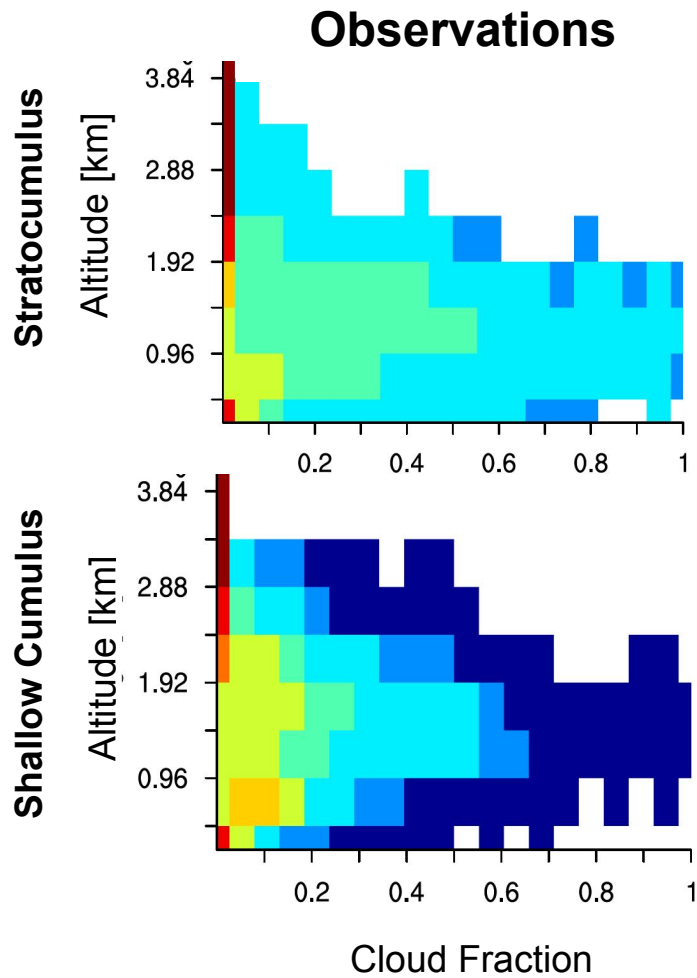 Observations
Stratocumulus
Altitude [km]
3.84
2.88
1.92
0.96
0.2 0.4 0.6 0.8 1
Shallow Cumulus
Altitude [km]
3.84
2.88
1.92
0.96
0.2 0.4 0.6 0.8 1
Cloud Fraction